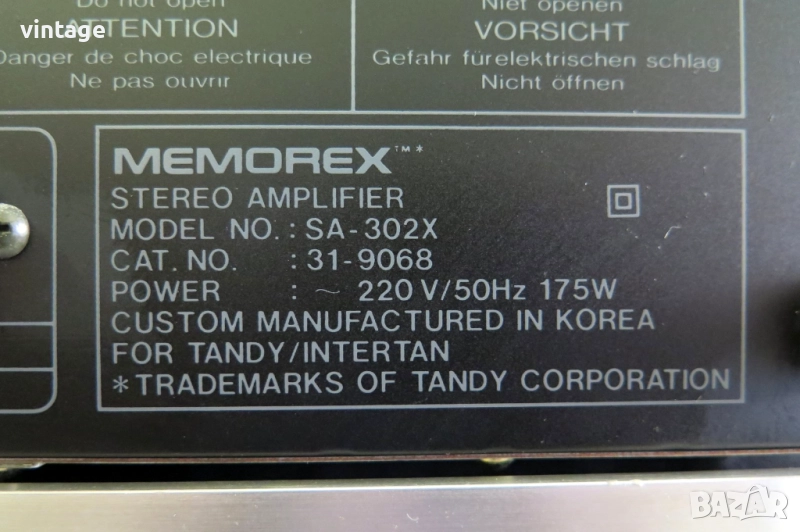 vintage
Do not open
ATTENTION
Danger de choc electrique
Ne pas ouvrir
Niet openen
VORSICHT
Gefahr fürelektrischen schlag
Nicht öffnen
MEMOREX ™*
STEREO AMPLIFIER
MODEL NO. : SA-302X
CAT. NO. : 31-9068
POWER : ~ 220 V/50Hz 175W
CUSTOM MANUFACTURED IN KOREA
FOR TANDY/INTERTAN
*TRADEMARKS OF TANDY CORPORATION
BAZAR